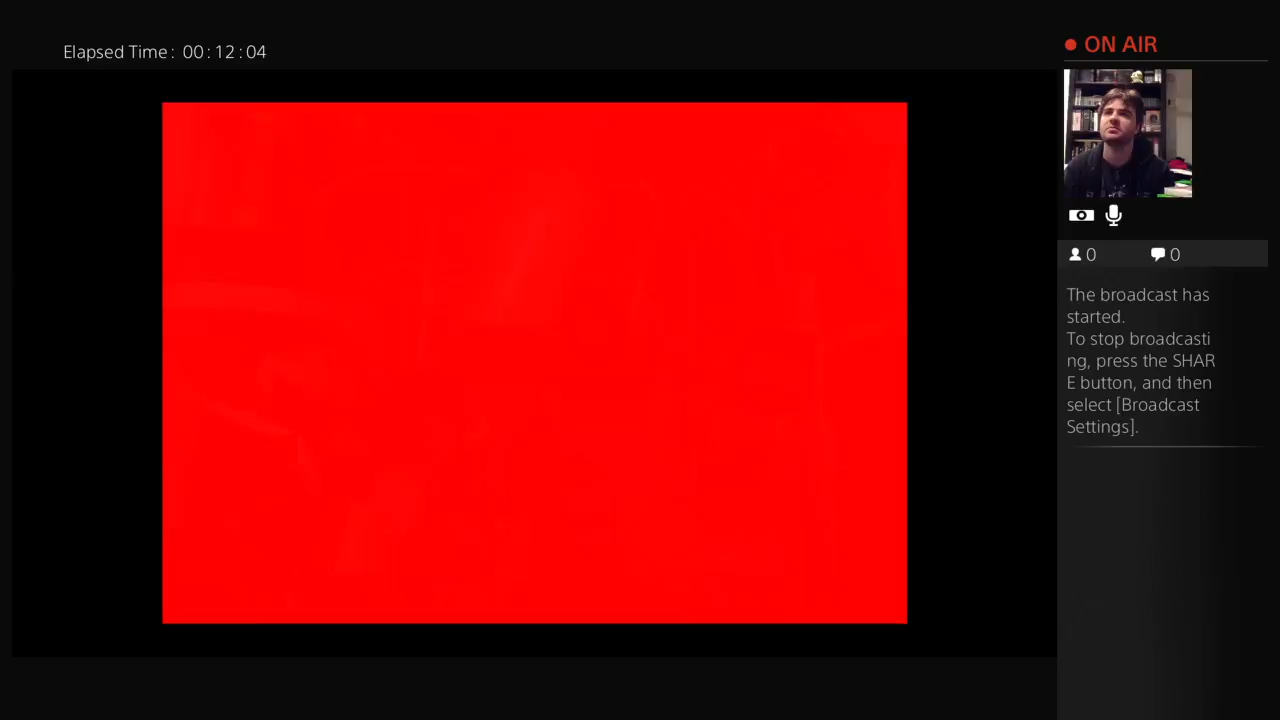 Elapsed Time: 00:12:04
ON AIR
0
0
The broadcast has
started.
To stop broadcasti
ng, press the SHAR
E button, and then
select [Broadcast
Settings].